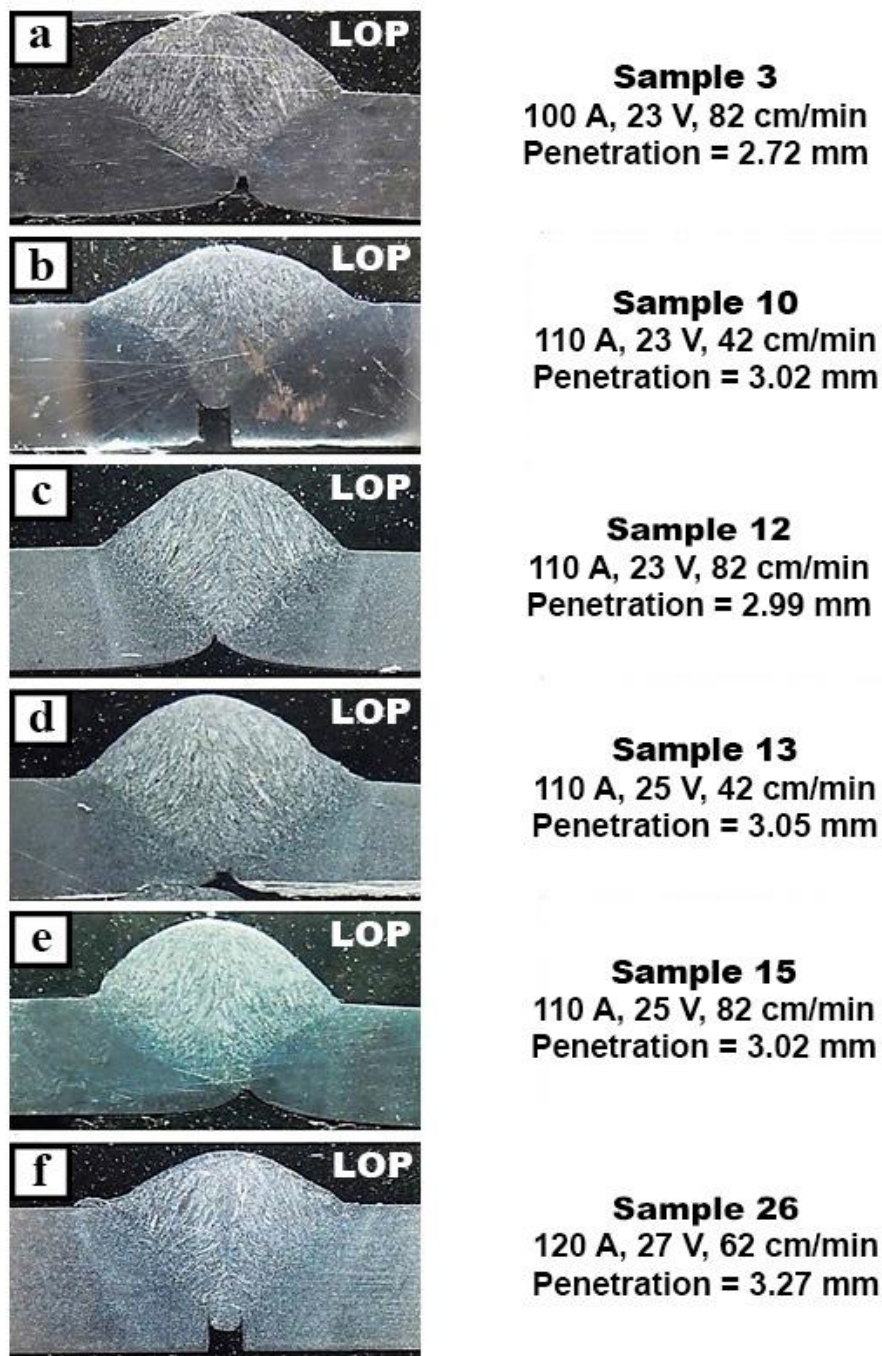 a
LOP
Sample 3
100 A, 23 V, 82 cm/min
Penetration = 2.72 mm
b
LOP
Sample 10
110 A, 23 V, 42 cm/min
Penetration = 3.02 mm
c
LOP
Sample 12
110 A, 23 V, 82 cm/min
Penetration = 2.99 mm
d
LOP
Sample 13
110 A, 25 V, 42 cm/min
Penetration = 3.05 mm
e
LOP
Sample 15
110 A, 25 V, 82 cm/min
Penetration = 3.02 mm
f
LOP
Sample 26
120 A, 27 V, 62 cm/min
Penetration = 3.27 mm